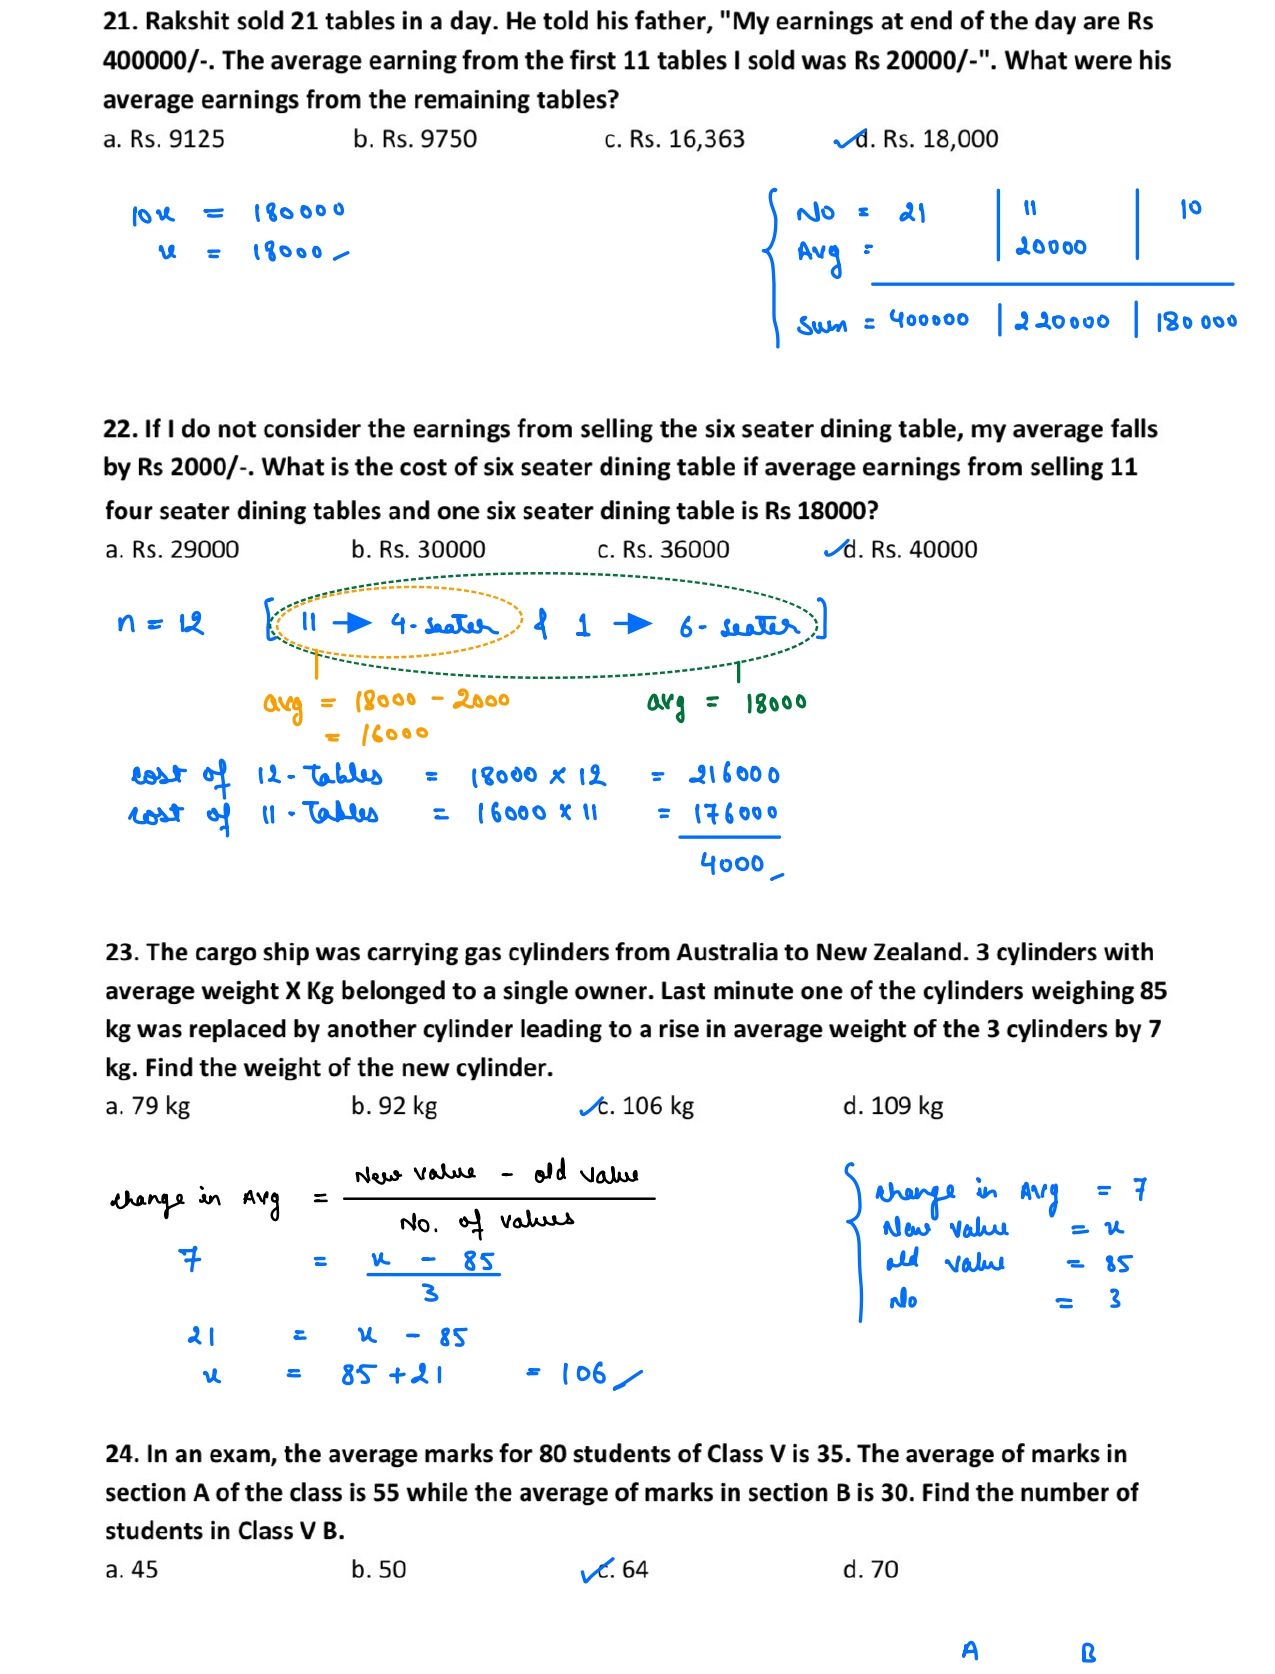 21. Rakshit sold 21 tables in a day. He told his father, "My earnings at end of the day are Rs
400000/-. The average earning from the first 11 tables I sold was Rs 20000/-". What were his
average earnings from the remaining tables?
a. Rs. 9125 b. Rs. 9750 c. Rs. 16,363 d. Rs. 18,000
10x = 180000
x = 18000
No = 21 | 11 | 10
Avg = | 20000 |
Sum = 400000 | 220000 | 180000
22. If I do not consider the earnings from selling the six seater dining table, my average falls
by Rs 2000/-. What is the cost of six seater dining table if average earnings from selling 11
four seater dining tables and one six seater dining table is Rs 18000?
a. Rs. 29000 b. Rs. 30000 c. Rs. 36000 d. Rs. 40000
n = 12 [ 11 → 4-seater & 1 → 6-seater ]
avg = 18000 - 2000 avg = 18000
= 16000
cost of 12-Tables = 18000 x 12 = 216000
cost of 11-Tables = 16000 x 11 = 176000
4000
23. The cargo ship was carrying gas cylinders from Australia to New Zealand. 3 cylinders with
average weight X Kg belonged to a single owner. Last minute one of the cylinders weighing 85
kg was replaced by another cylinder leading to a rise in average weight of the 3 cylinders by 7
kg. Find the weight of the new cylinder.
a. 79 kg b. 92 kg c. 106 kg d. 109 kg
New value - old value
change in Avg =
No. of values
7 = x - 85
3
21 = x - 85
x = 85 + 21 = 106
change in Avg = 7
New value = x
old value = 85
No = 3
24. In an exam, the average marks for 80 students of Class V is 35. The average of marks in
section A of the class is 55 while the average of marks in section B is 30. Find the number of
students in Class V B.
a. 45 b. 50 c. 64 d. 70
A B